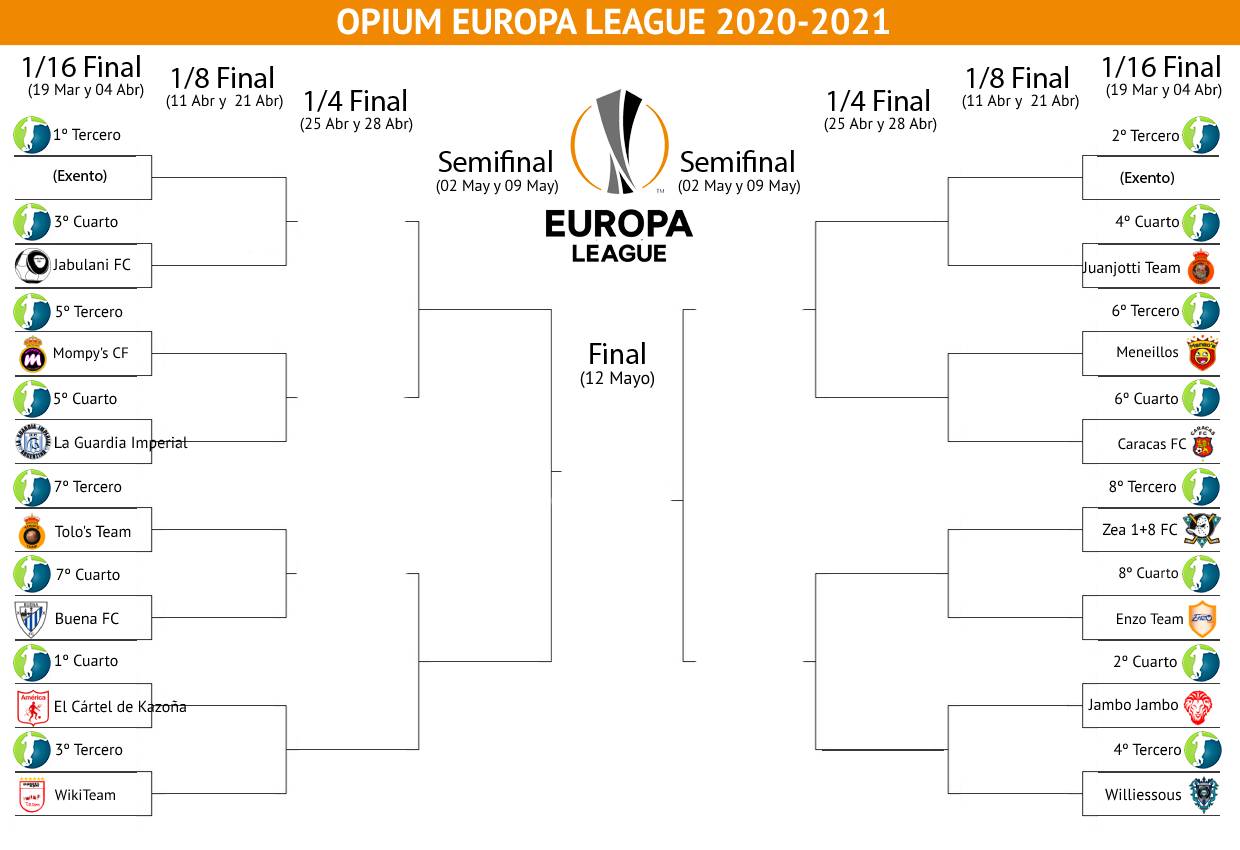 OPIUM EUROPA LEAGUE 2020-2021
1/16 Final
(19 Mar y 04 Abr)
1/8 Final
(11 Abr y 21 Abr)
1/4 Final
(25 Abr y 28 Abr)
Semifinal
(02 May y 09 May)
EUROPA
LEAGUE
TM
Semifinal
(02 May y 09 May)
1/4 Final
(25 Abr y 28 Abr)
1/8 Final
(11 Abr y 21 Abr)
1/16 Final
(19 Mar y 04 Abr)
Final
(12 Mayo)
1º Tercero
(Exento)
3º Cuarto
Jabulani FC
5º Tercero
Mompy's CF
5º Cuarto
La Guardia Imperial
7º Tercero
Tolo's Team
7º Cuarto
Buena FC
1º Cuarto
América
El Cártel de Kazoña
3º Tercero
WikiTeam
2º Tercero
(Exento)
4º Cuarto
Juanjotti Team
6º Tercero
Meneillos
6º Cuarto
CARACAS
FC
Caracas FC
8º Tercero
Zea 1+8 FC
8º Cuarto
Enzo Team
ENZO
2º Cuarto
Jambo Jambo
4º Tercero
Williessous